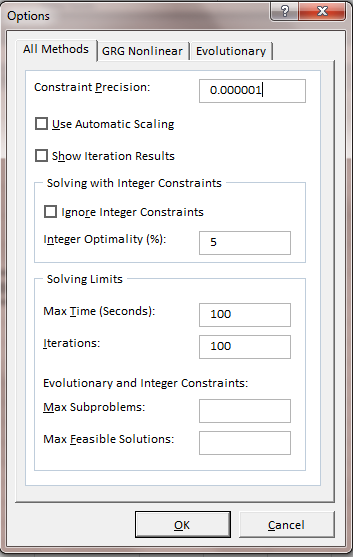 Options
All Methods GRG Nonlinear Evolutionary
Constraint Precision: 0.000001
Use Automatic Scaling
Show Iteration Results
Solving with Integer Constraints
Ignore Integer Constraints
Integer Optimality (%): 5
Solving Limits
Max Time (Seconds): 100
Iterations: 100
Evolutionary and Integer Constraints:
Max Subproblems:
Max Feasible Solutions:
OK Cancel